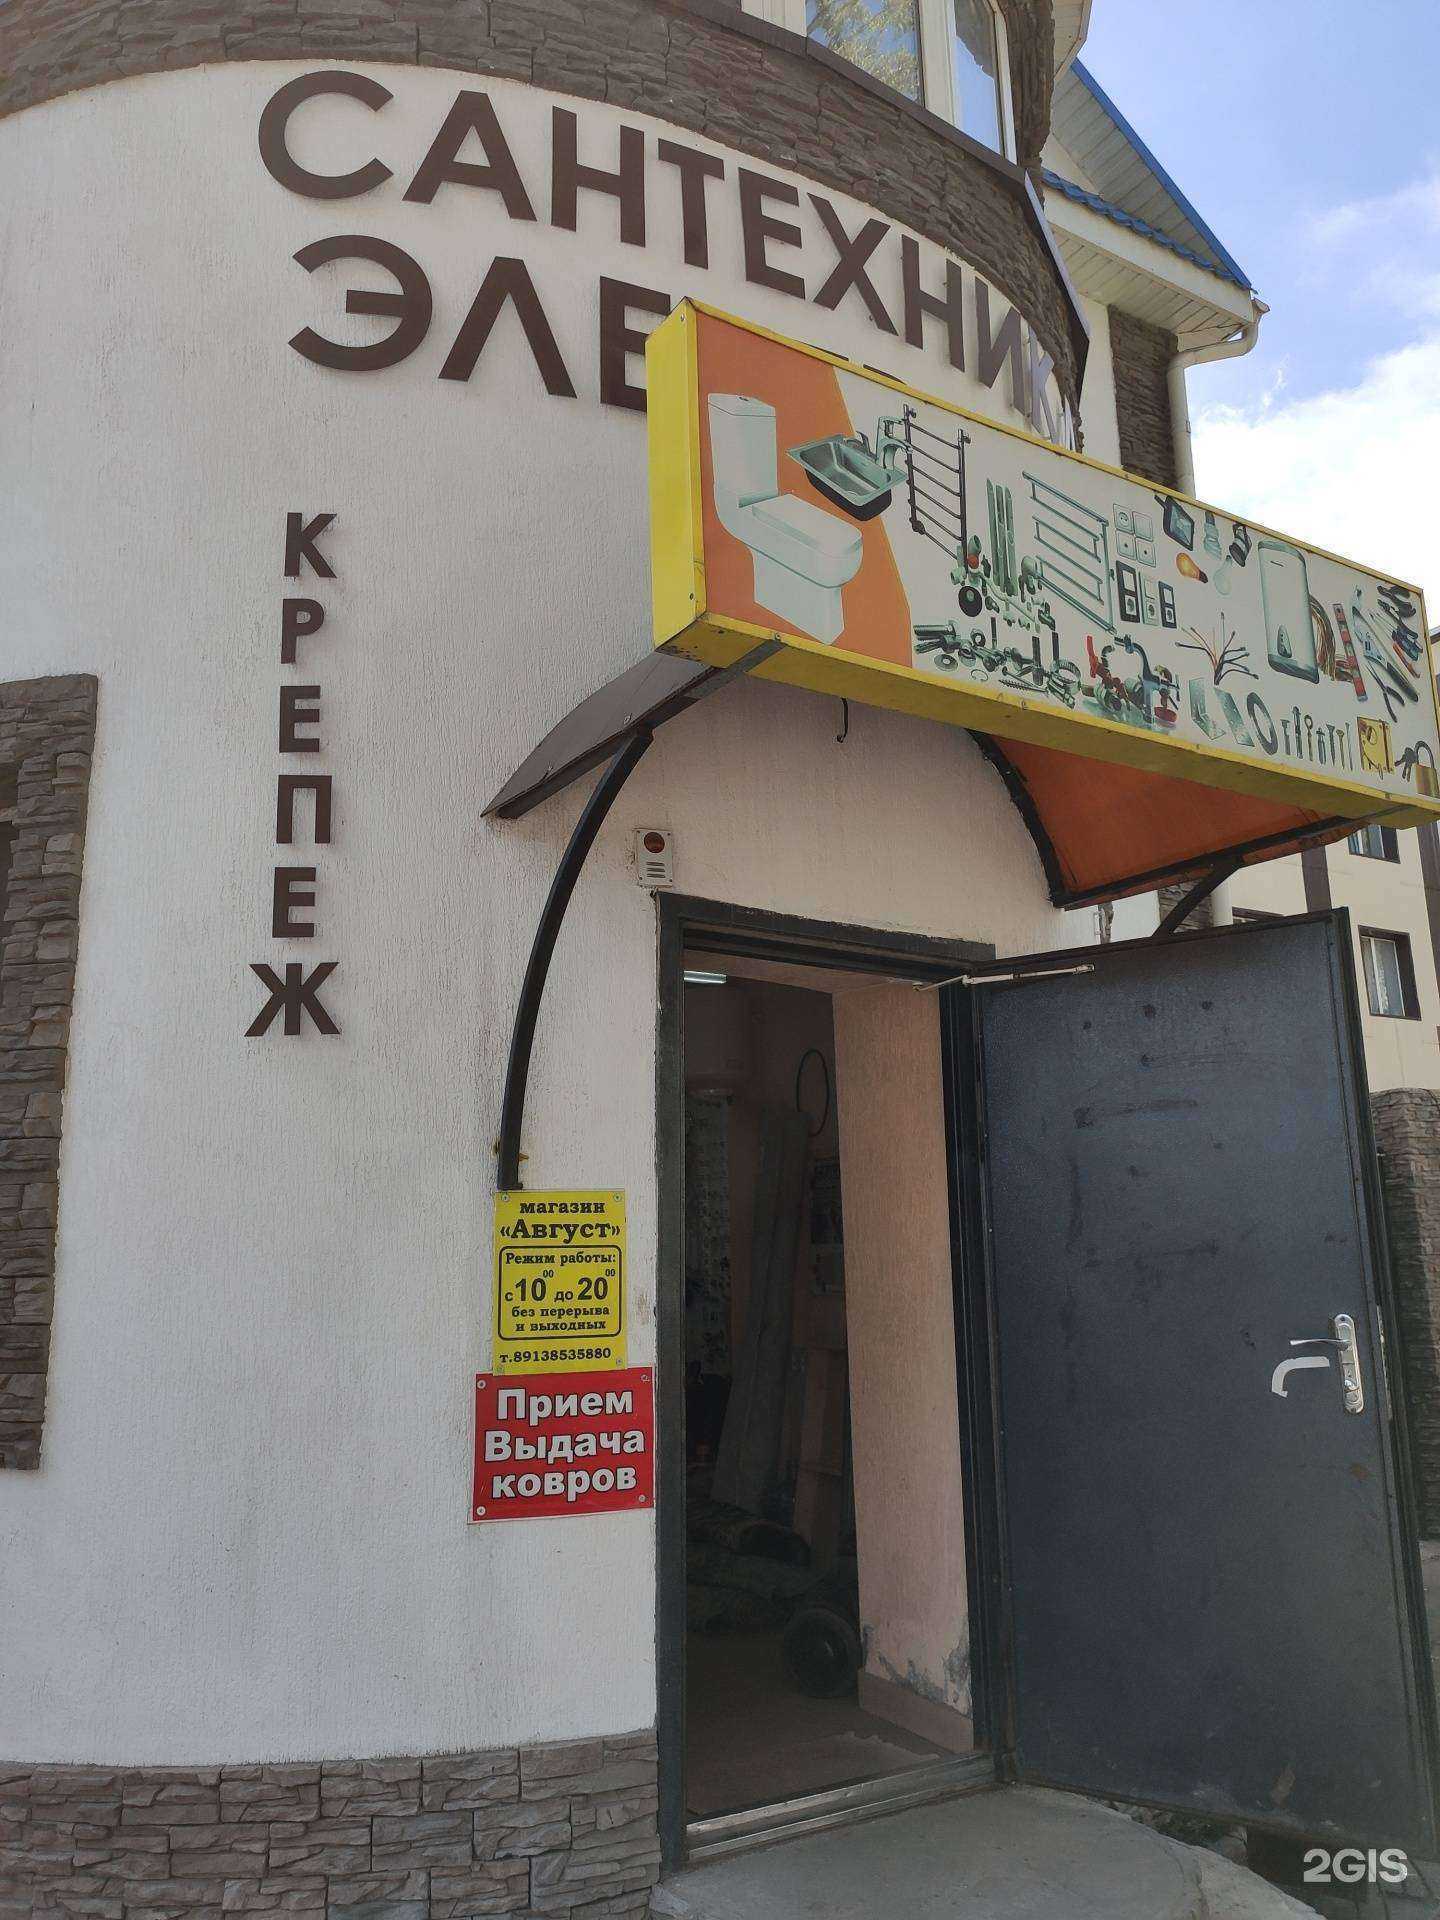 САНТЕХНИКА
ЭЛЕ
КРЕПЕЖ
магазин
«Август»
Режим работы:
с 10 00 до 20 00
без перерыва
и выходных
т.89138535880
Прием
Выдача
ковров
2GIS